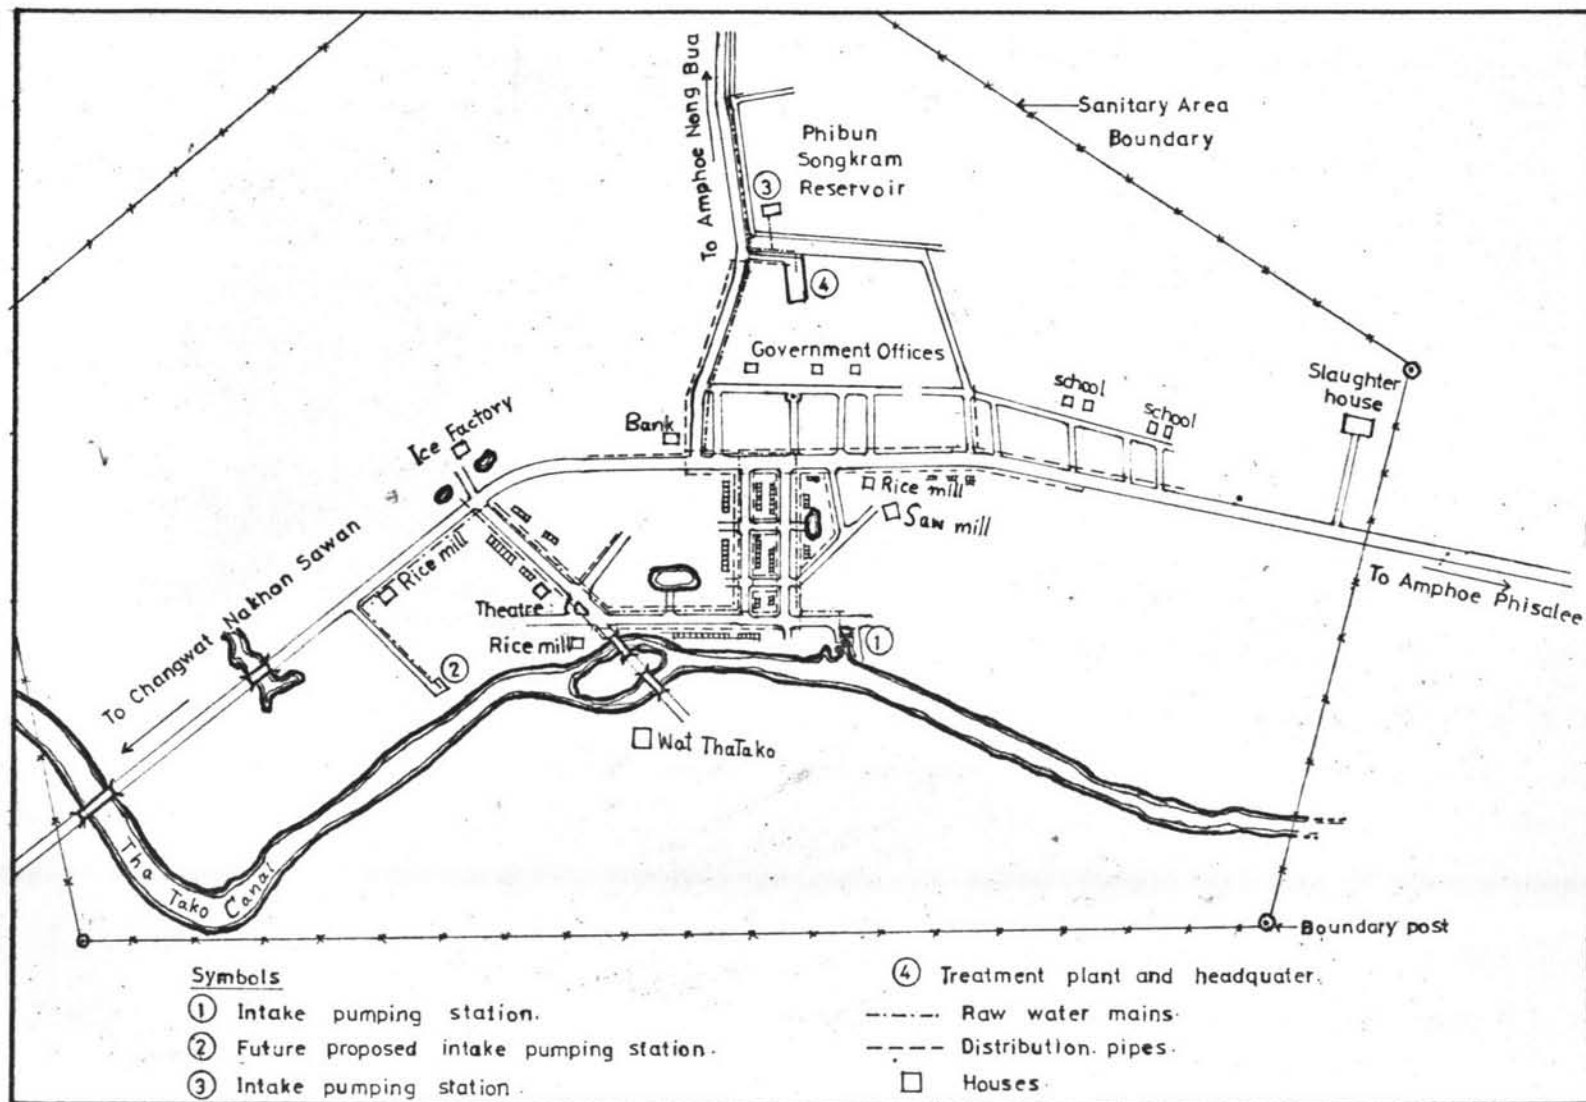 To Amphoe Nong Bua
Sanitary Area
Boundary
Phibun
Songkram
Reservoir
3
4
Government Offices
school
school
Slaughter
house
Bank
Ice Factory
Rice mill
Saw mill
To Changwat Nakhon Sawan
Rice mill
Theatre
Rice mill
1
2
To Amphoe Phisalee
Wat ThaTako
Tha Tako Canal
Boundary post
Symbols
1 Intake pumping station.
2 Future proposed intake pumping station.
3 Intake pumping station.
4 Treatment plant and headquater.
Raw water mains.
Distribution. pipes.
Houses.